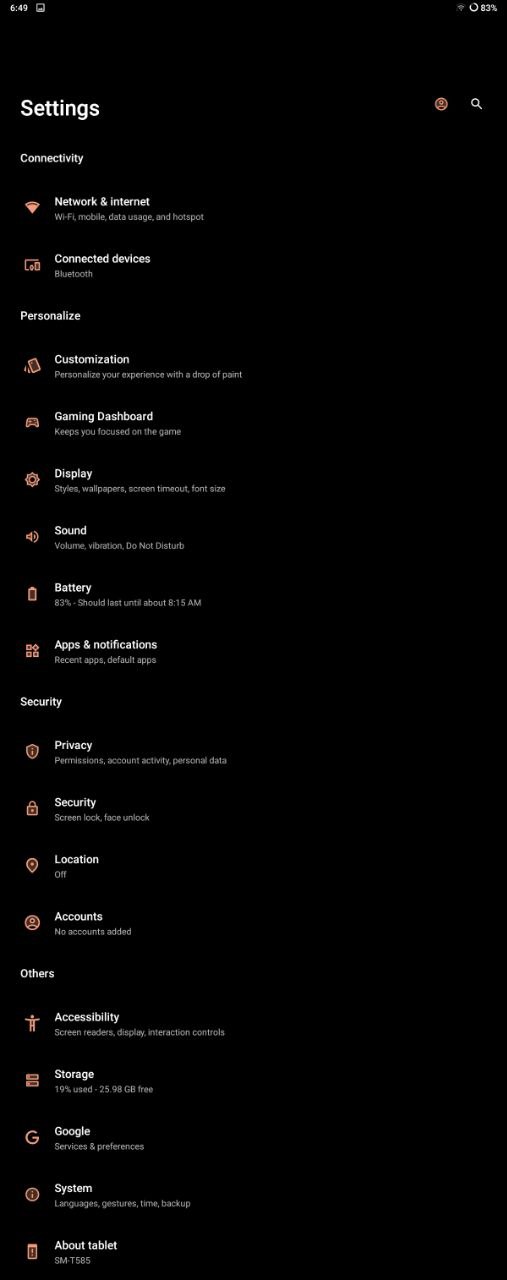 6:49
83%
Settings
Connectivity
Network & internet
Wi-Fi, mobile, data usage, and hotspot
Connected devices
Bluetooth
Personalize
Customization
Personalize your experience with a drop of paint
Gaming Dashboard
Keeps you focused on the game
Display
Styles, wallpapers, screen timeout, font size
Sound
Volume, vibration, Do Not Disturb
Battery
83% - Should last until about 8:15 AM
Apps & notifications
Recent apps, default apps
Security
Privacy
Permissions, account activity, personal data
Security
Screen lock, face unlock
Location
Off
Accounts
No accounts added
Others
Accessibility
Screen readers, display, interaction controls
Storage
19% used - 25.98 GB free
Google
Services & preferences
System
Languages, gestures, time, backup
About tablet
SM-T585